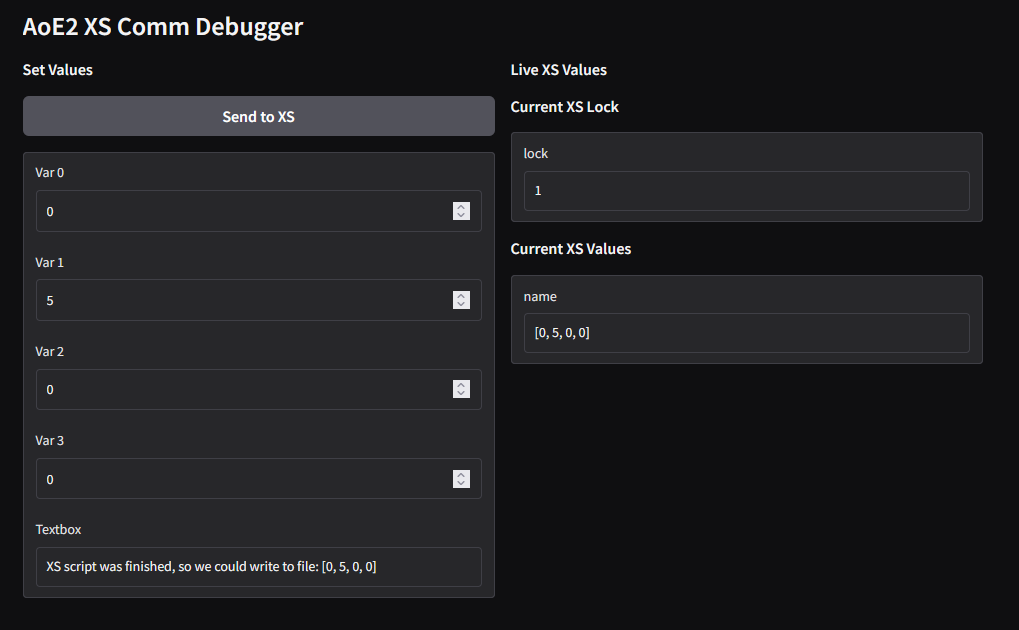 AoE2 XS Comm Debugger
Set Values
Send to XS
Var 0
0
Var 1
5
Var 2
0
Var 3
0
Textbox
XS script was finished, so we could write to file: [0, 5, 0, 0]
Live XS Values
Current XS Lock
lock
1
Current XS Values
name
[0, 5, 0, 0]